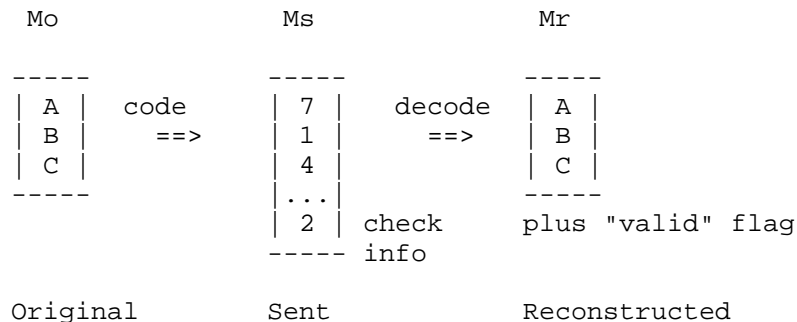 Mo                Ms               Mr

-----            -----            -----
| A |  code      | 7 |   decode   | A |
| B |    ==>     | 1 |     ==>    | B |
| C |            | 4 |            | C |
-----            |...|            -----
                 | 2 | check     plus "valid" flag
                 ----- info

Original         Sent             Reconstructed